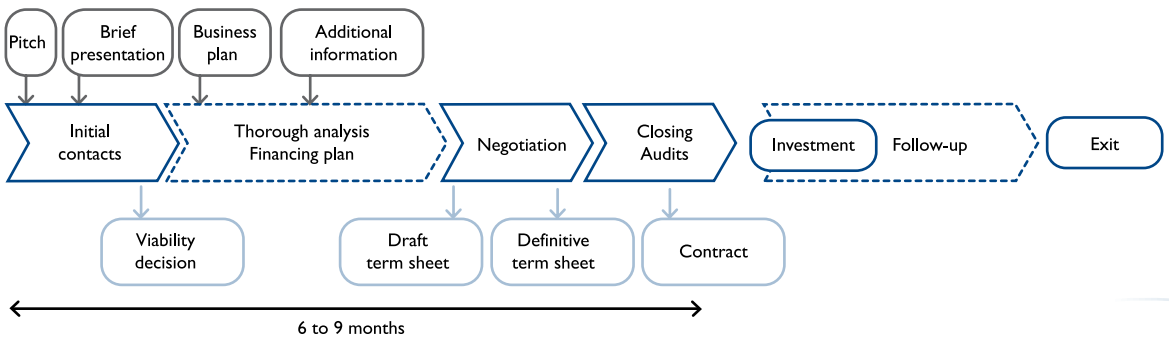 Pitch
Brief
presentation
Business
plan
Additional
information
Initial
contacts
Thorough analysis
Financing plan
Negotiation
Closing
Audits
Investment
Follow-up
Exit
Viability
decision
Draft
term sheet
Definitive
term sheet
Contract
6 to 9 months